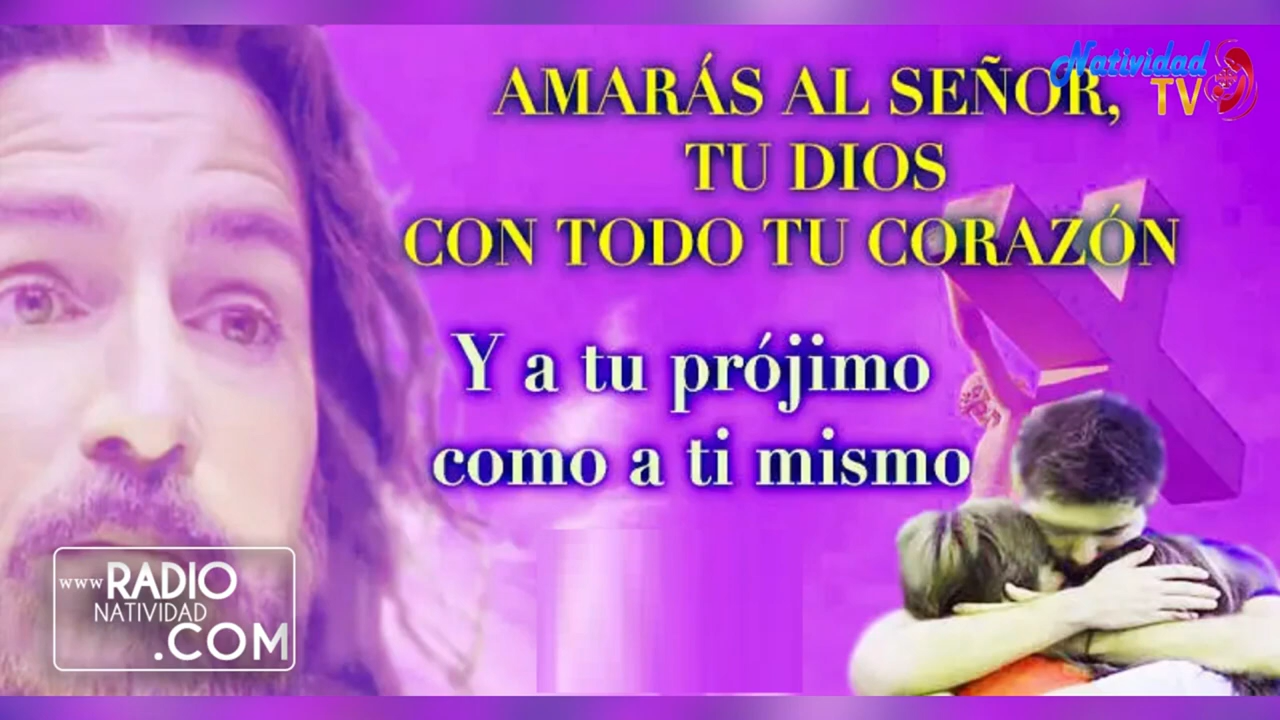 Natividad
TV
AMARÁS AL SEÑOR,
TU DIOS
CON TODO TU CORAZÓN
Y a tu prójimo
como a ti mismo
www RADIO
NATIVIDAD
.COM